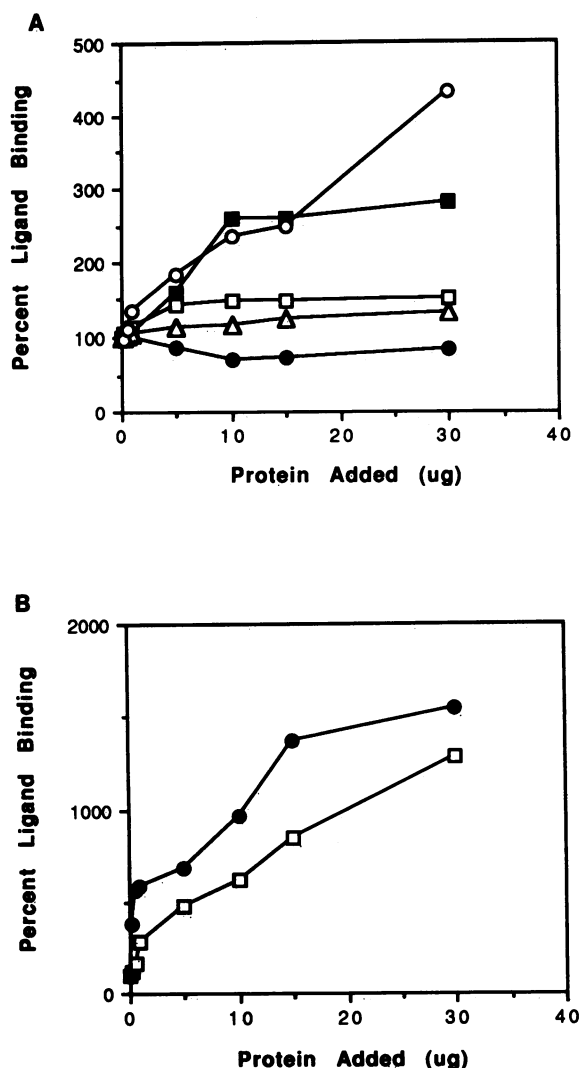 A
500
400
300
200
100
0
Percent Ligand Binding
0 10 20 30 40
Protein Added (ug)
B
2000
1000
0
Percent Ligand Binding
0 10 20 30 40
Protein Added (ug)